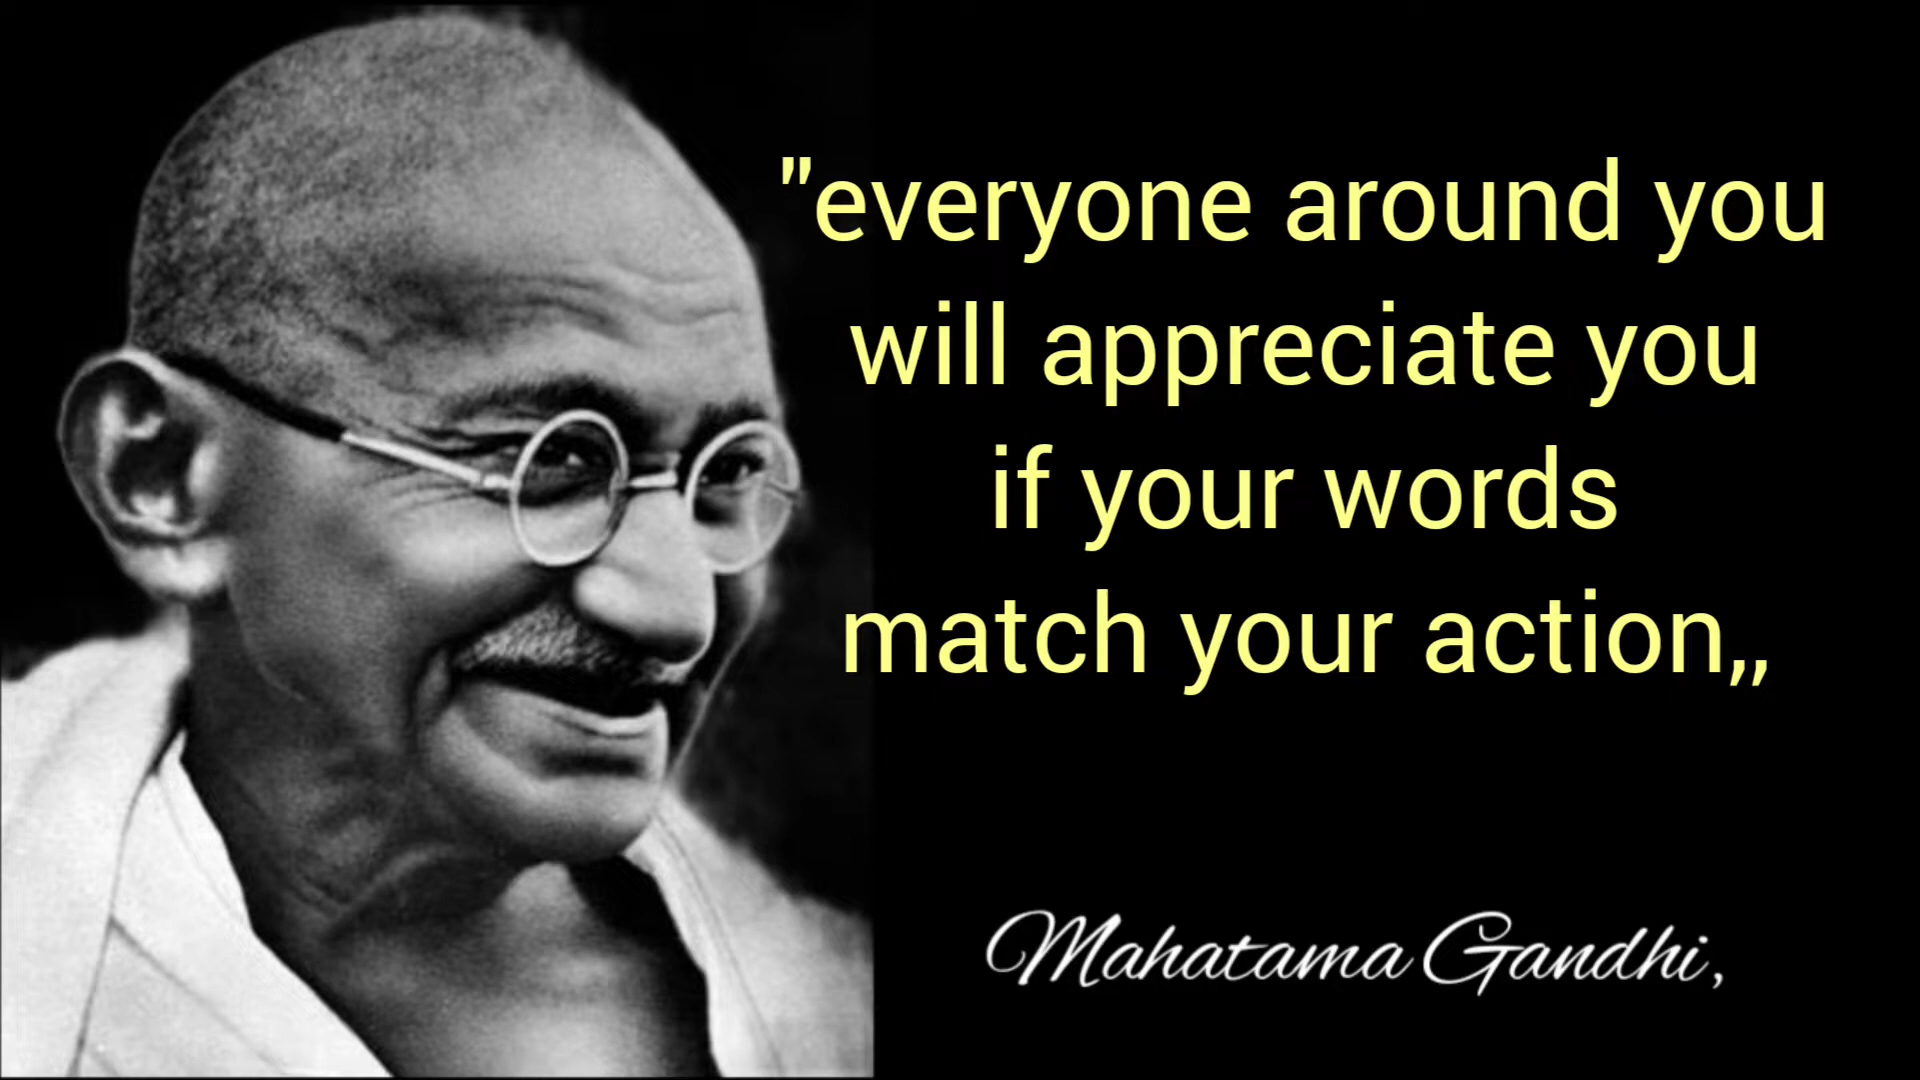 "everyone around you
will appreciate you
if your words
match your action,,
Mahatama Gandhi,